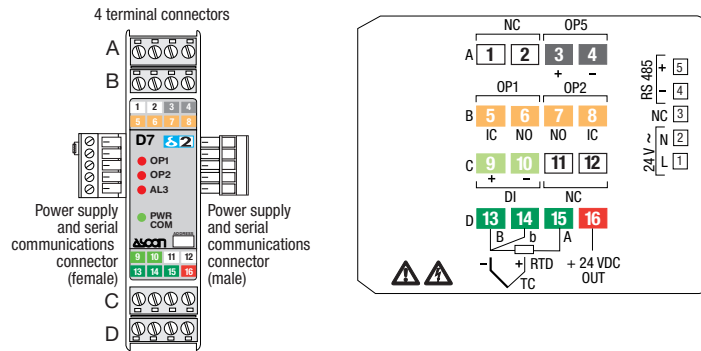 4 terminal connectors
A
B
1 2 3 4
5 6 7 8
D7 δ2
OP1
OP2
AL3
PWR
COM
ascon
ADDRESS
9 10 11 12
13 14 15 16
C
D
Power supply
and serial
communications
connector
(female)
Power supply
and serial
communications
connector
(male)
NC OP5
A 1 2 3 4
+ –
OP1 OP2
B 5 6 7 8
IC NO NO IC
C 9 10 11 12
+ –
DI NC
D 13 14 15 16
B b A
– + RTD
TC
+ 24 VDC
OUT
RS 485
+ 5
– 4
NC 3
24 V ~
N 2
L 1